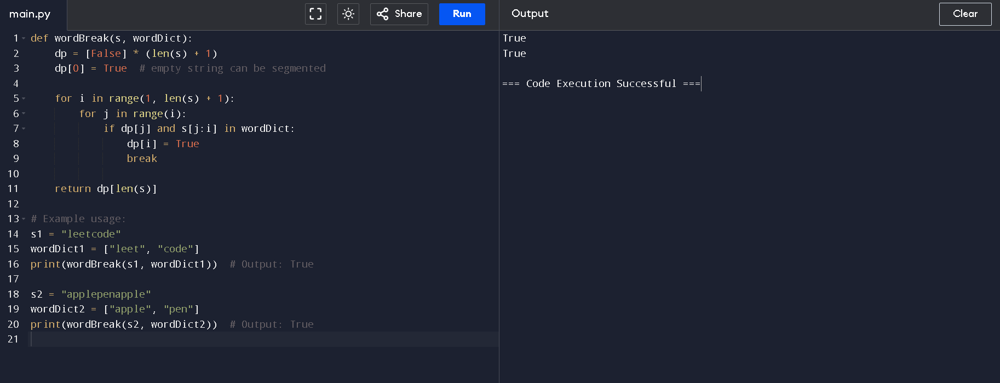 main.py
Share
Run
Output
Clear
1 def wordBreak(s, wordDict):
2     dp = [False] * (len(s) + 1)
3     dp[0] = True  # empty string can be segmented
4
5     for i in range(1, len(s) + 1):
6         for j in range(i):
7             if dp[j] and s[j:i] in wordDict:
8                 dp[i] = True
9                 break
10
11     return dp[len(s)]
12
13 # Example usage:
14 s1 = "leetcode"
15 wordDict1 = ["leet", "code"]
16 print(wordBreak(s1, wordDict1))  # Output: True
17
18 s2 = "applepenapple"
19 wordDict2 = ["apple", "pen"]
20 print(wordBreak(s2, wordDict2))  # Output: True
21
True
True
=== Code Execution Successful ===